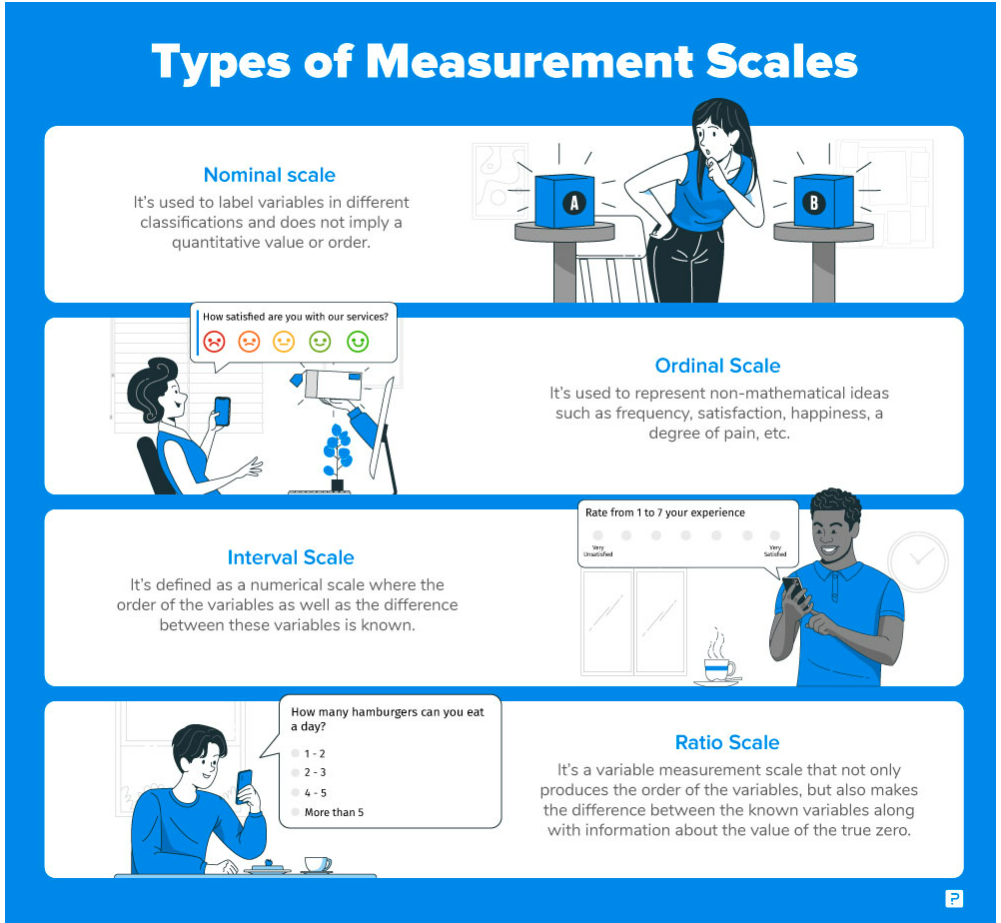 Types of Measurement Scales
Nominal scale
It's used to label variables in different
classifications and does not imply a
quantitative value or order.
A
B
How satisfied are you with our services?
Ordinal Scale
It's used to represent non-mathematical ideas
such as frequency, satisfaction, happiness, a
degree of pain, etc.
Interval Scale
It's defined as a numerical scale where the
order of the variables as well as the difference
between these variables is known.
Rate from 1 to 7 your experience
Very
Unsatisfied
Very
Satisfied
How many hamburgers can you eat
a day?
1 - 2
2 - 3
4 - 5
More than 5
Ratio Scale
It's a variable measurement scale that not only
produces the order of the variables, but also makes
the difference between the known variables along
with information about the value of the true zero.
?